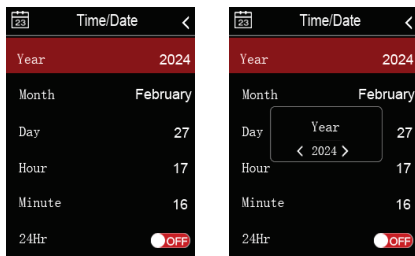 23 Time/Date <
Year 2024
Month February
Day 27
Hour 17
Minute 16
24Hr OFF
23 Time/Date <
Year 2024
Month February
Day 27
Year
< 2024 >
Hour 17
Minute 16
24Hr OFF